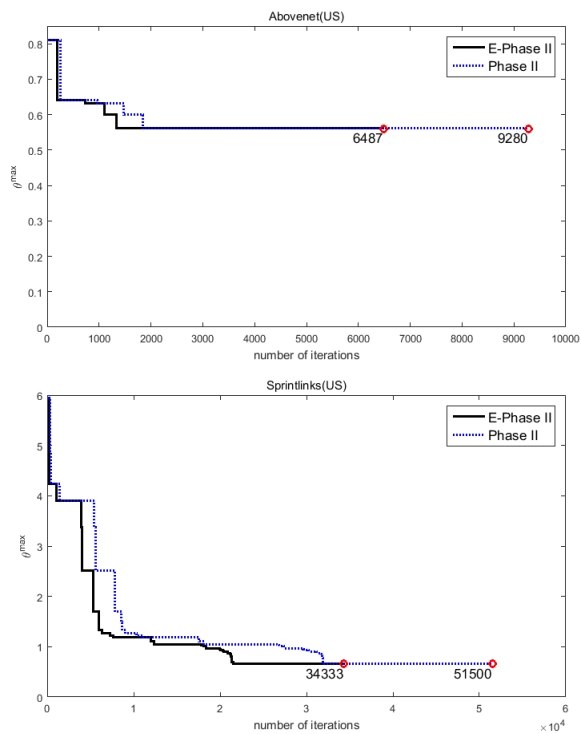 Abovenet(US)
E-Phase II
Phase II
0.8
0.7
0.6
0.5
0.4
0.3
0.2
0.1
0
θmax
6487
9280
0 1000 2000 3000 4000 5000 6000 7000 8000 9000 10000
number of iterations
Sprintlinks(US)
E-Phase II
Phase II
6
5
4
3
2
1
0
θmax
34333
51500
0 1 2 3 4 5 6
number of iterations
×10^4